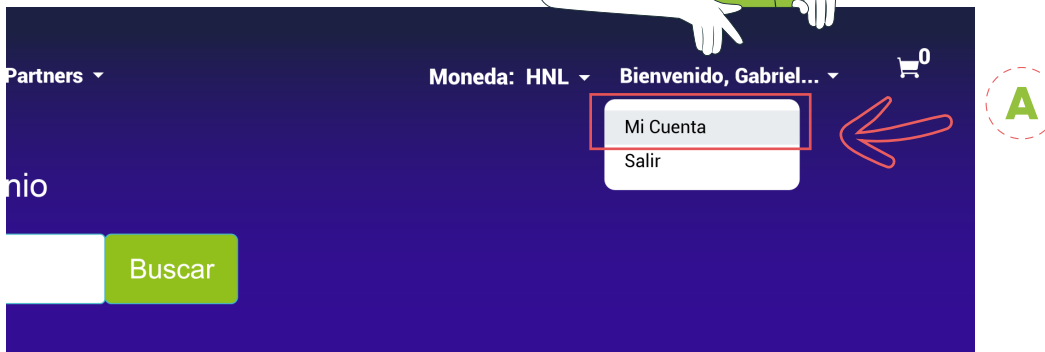 Partners
Moneda: HNL
Bienvenido, Gabriel...
0
A
Mi Cuenta
Salir
nio
Buscar